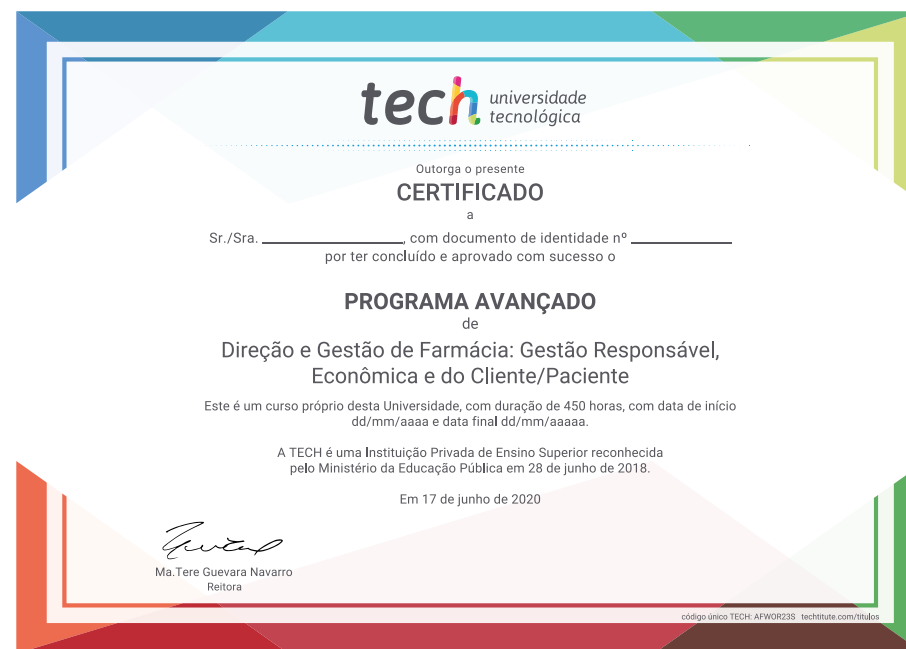 tech universidade
tecnológica
Outorga o presente
CERTIFICADO
a
Sr./Sra. ________________, com documento de identidade nº ____________
por ter concluído e aprovado com sucesso o
PROGRAMA AVANÇADO
de
Direção e Gestão de Farmácia: Gestão Responsável,
Econômica e do Cliente/Paciente
Este é um curso próprio desta Universidade, com duração de 450 horas, com data de início
dd/mm/aaaa e data final dd/mm/aaaaa.
A TECH é uma Instituição Privada de Ensino Superior reconhecida
pelo Ministério da Educação Pública em 28 de junho de 2018.
Em 17 de junho de 2020
Ma.Tere Guevara Navarro
Reitora
código único TECH: AFWOR23S techtitute.com/titulos